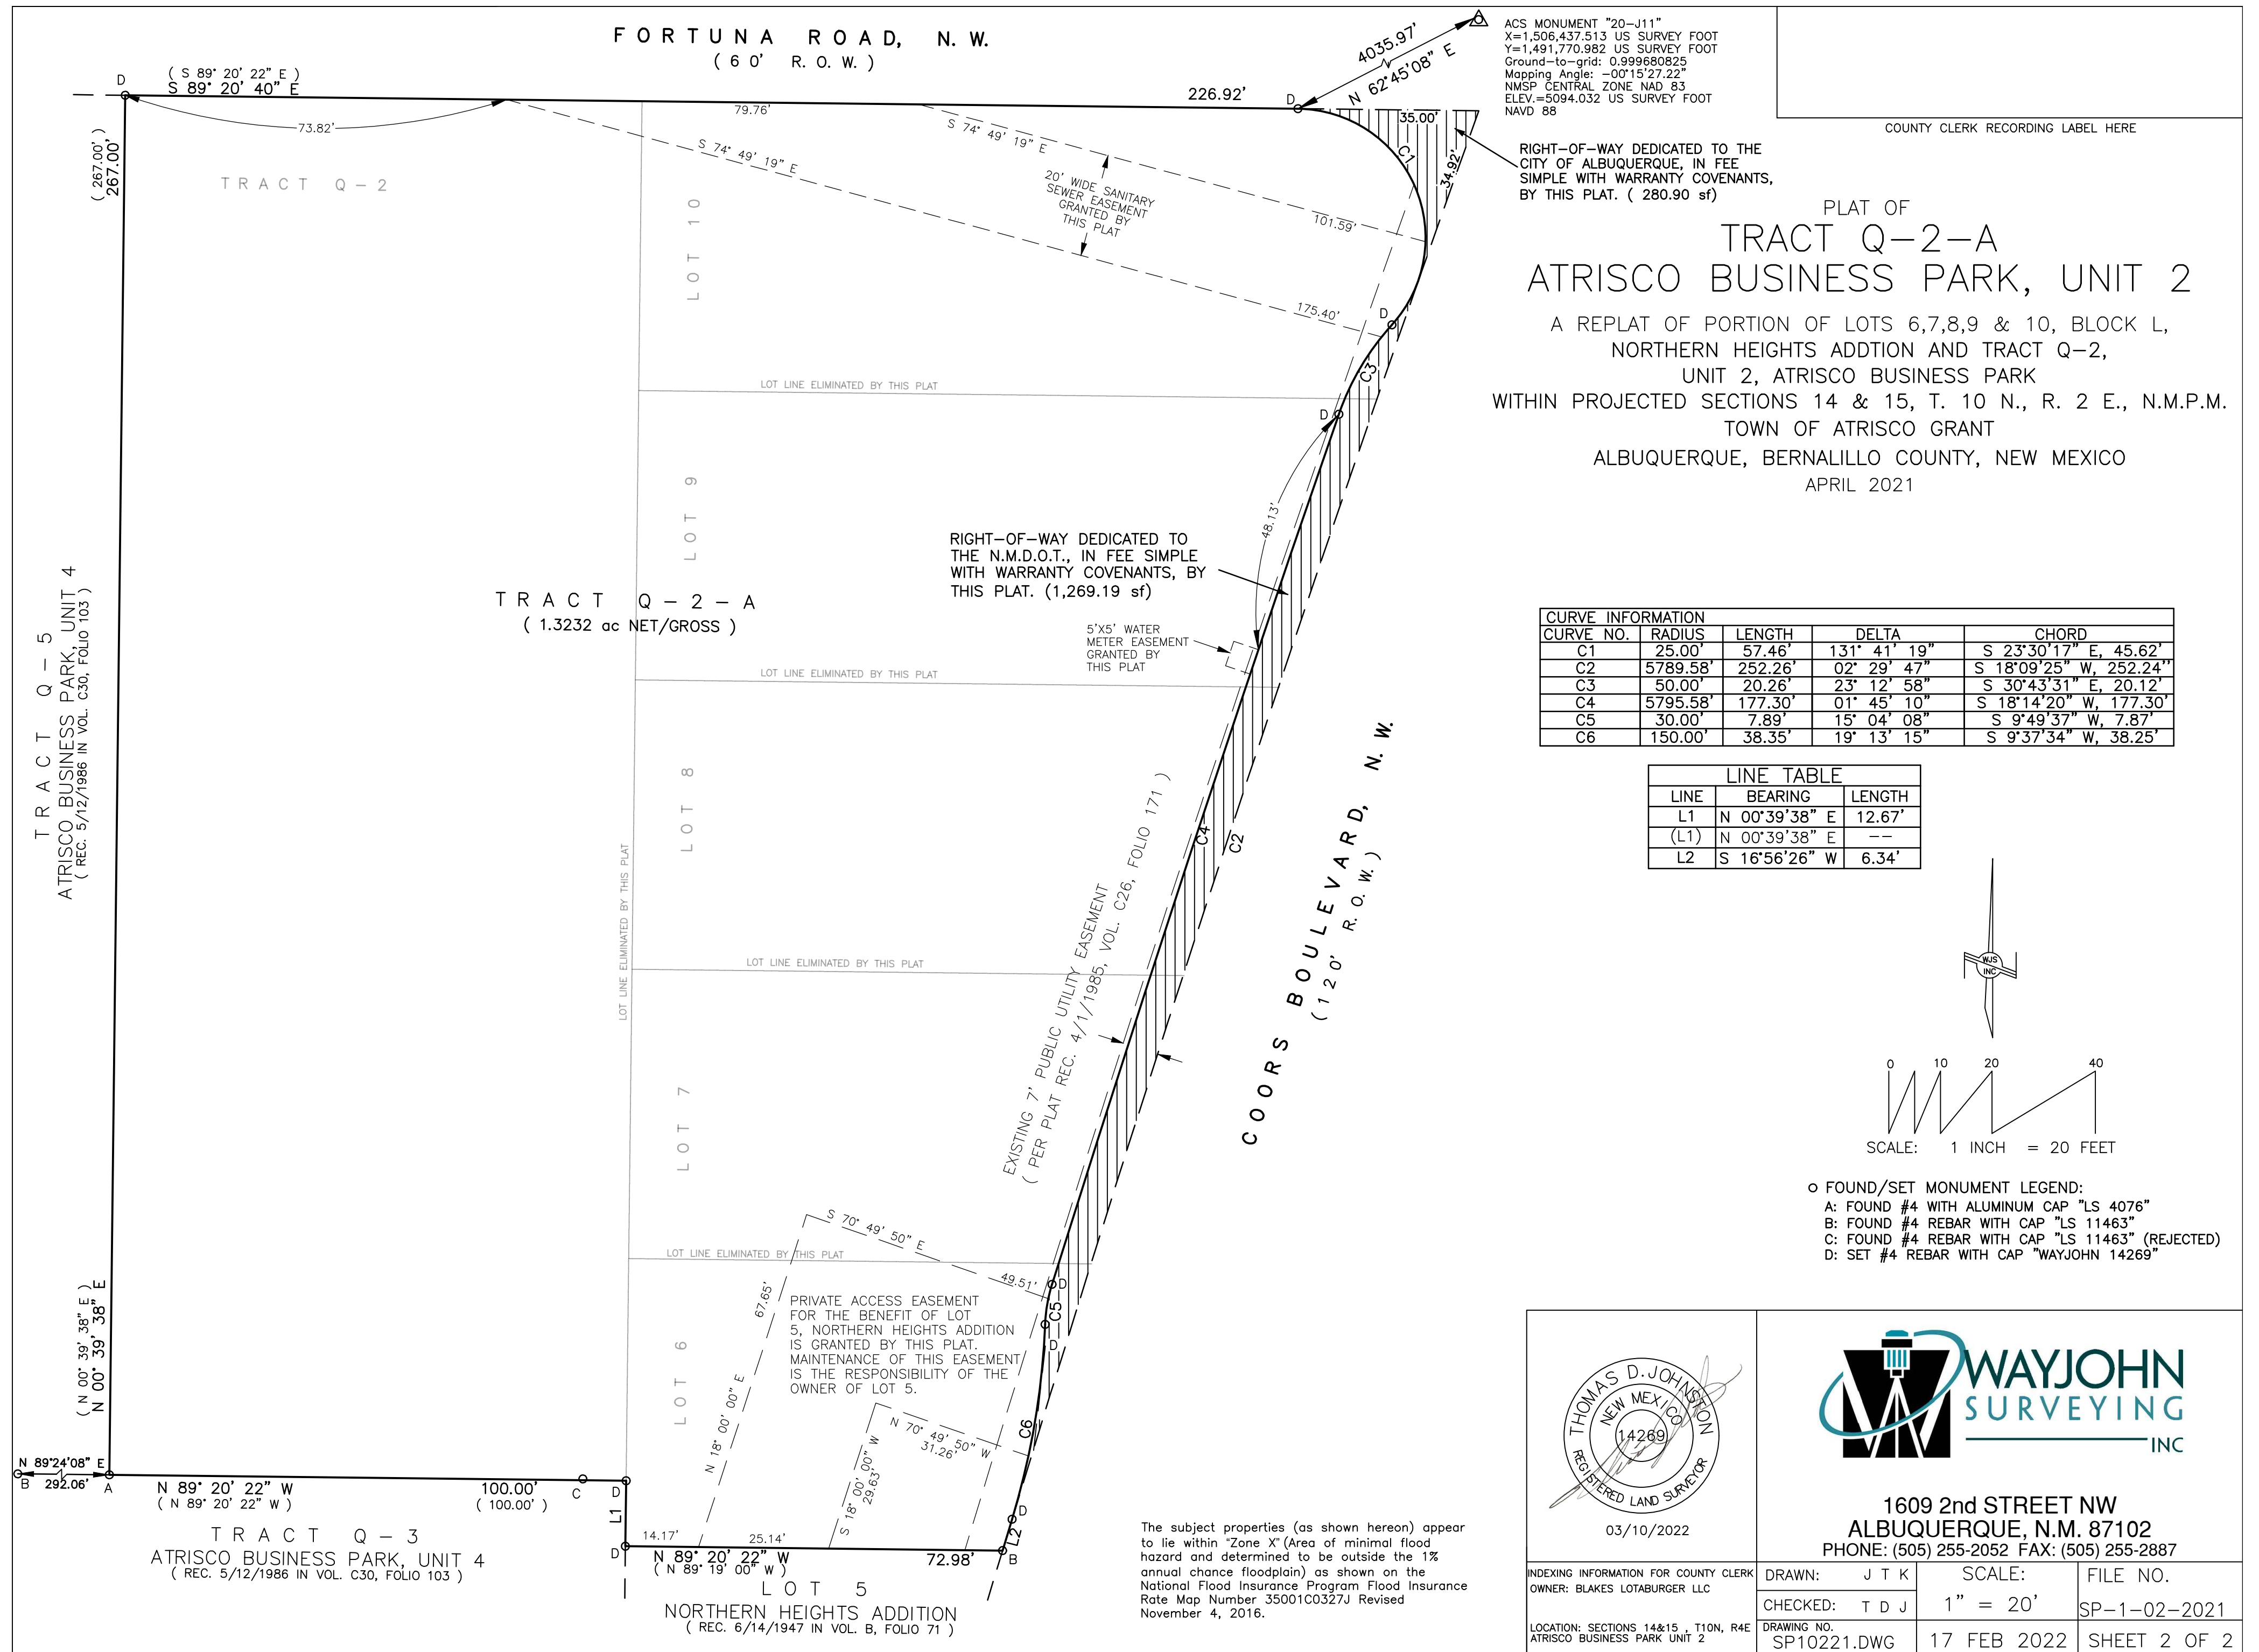 FORTUNA ROAD, N. W.
( 60' R. O. W. )
( S 89° 20' 22" E )
S 89° 20' 40" E
D
226.92'
D
4035.97'
N 62°45'08" E
ACS MONUMENT "20-J11"
X=1,506,437.513 US SURVEY FOOT
Y=1,491,770.982 US SURVEY FOOT
Ground-to-grid: 0.999680825
Mapping Angle: -00°15'27.22"
NMSP CENTRAL ZONE NAD 83
ELEV.=5094.032 US SURVEY FOOT
NAVD 88
COUNTY CLERK RECORDING LABEL HERE
73.82'
79.76'
S 74° 49' 19" E
S 74° 49' 19" E
35.00'
C1
34.92'
RIGHT-OF-WAY DEDICATED TO THE
CITY OF ALBUQUERQUE, IN FEE
SIMPLE WITH WARRANTY COVENANTS,
BY THIS PLAT. ( 280.90 sf)
( 267.00' )
267.00'
TRACT Q-2
20' WIDE SANITARY
SEWER EASEMENT
GRANTED BY
THIS PLAT
101.59'
175.40'
D
LOT 10
PLAT OF
TRACT Q-2-A
ATRISCO BUSINESS PARK, UNIT 2
A REPLAT OF PORTION OF LOTS 6,7,8,9 & 10, BLOCK L,
NORTHERN HEIGHTS ADDTION AND TRACT Q-2,
UNIT 2, ATRISCO BUSINESS PARK
WITHIN PROJECTED SECTIONS 14 & 15, T. 10 N., R. 2 E., N.M.P.M.
TOWN OF ATRISCO GRANT
ALBUQUERQUE, BERNALILLO COUNTY, NEW MEXICO
APRIL 2021
LOT LINE ELIMINATED BY THIS PLAT
C3
D
48.13'
LOT 9
RIGHT-OF-WAY DEDICATED TO
THE N.M.D.O.T., IN FEE SIMPLE
WITH WARRANTY COVENANTS, BY
THIS PLAT. (1,269.19 sf)
TRACT Q-2-A
( 1.3232 ac NET/GROSS )
5'X5' WATER
METER EASEMENT
GRANTED BY
THIS PLAT
LOT LINE ELIMINATED BY THIS PLAT
TRACT Q-5
ATRISCO BUSINESS PARK, UNIT 4
( REC. 5/12/1986 IN VOL. C30, FOLIO 103 )
CURVE INFORMATION
CURVE NO. RADIUS LENGTH DELTA CHORD
C1 25.00' 57.46' 131° 41' 19" S 23°30'17" E, 45.62'
C2 5789.58' 252.26' 02° 29' 47" S 18°09'25" W, 252.24''
C3 50.00' 20.26' 23° 12' 58" S 30°43'31" E, 20.12'
C4 5795.58' 177.30' 01° 45' 10" S 18°14'20" W, 177.30'
C5 30.00' 7.89' 15° 04' 08" S 9°49'37" W, 7.87'
C6 150.00' 38.35' 19° 13' 15" S 9°37'34" W, 38.25'
LINE TABLE
LINE BEARING LENGTH
L1 N 00°39'38" E 12.67'
(L1) N 00°39'38" E --
L2 S 16°56'26" W 6.34'
LOT 8
LOT LINE ELIMINATED BY THIS PLAT
C4
C2
COORS BOULEVARD, N. W.
( 120' R. O. W. )
EXISTING 7' PUBLIC UTILITY EASEMENT
( PER PLAT REC. 4/1/1985, VOL. C26, FOLIO 171 )
LOT LINE ELIMINATED BY THIS PLAT
WJS
INC
0 10 20 40
SCALE: 1 INCH = 20 FEET
LOT 7
FOUND/SET MONUMENT LEGEND:
A: FOUND #4 WITH ALUMINUM CAP "LS 4076"
B: FOUND #4 REBAR WITH CAP "LS 11463"
C: FOUND #4 REBAR WITH CAP "LS 11463" (REJECTED)
D: SET #4 REBAR WITH CAP "WAYJOHN 14269"
S 70° 49' 50" E
LOT LINE ELIMINATED BY THIS PLAT
49.51'
D
C5
D
67.65'
N 18° 00' 00" E
PRIVATE ACCESS EASEMENT
FOR THE BENEFIT OF LOT
5, NORTHERN HEIGHTS ADDITION
IS GRANTED BY THIS PLAT.
MAINTENANCE OF THIS EASEMENT
IS THE RESPONSIBILITY OF THE
OWNER OF LOT 5.
LOT 6
( N 00° 39' 38" E )
N 00° 39' 38" E
N 70° 49' 50" W
31.26'
C6
S 18° 00' 00" W
29.63'
N 89°24'08" E
B 292.06' A
N 89° 20' 22" W
( N 89° 20' 22" W )
100.00'
( 100.00' )
C
D
L1
D
14.17'
25.14'
N 89° 20' 22" W
( N 89° 19' 00" W )
72.98'
D
L2
B
TRACT Q-3
ATRISCO BUSINESS PARK, UNIT 4
( REC. 5/12/1986 IN VOL. C30, FOLIO 103 )
LOT 5
NORTHERN HEIGHTS ADDITION
( REC. 6/14/1947 IN VOL. B, FOLIO 71 )
The subject properties (as shown hereon) appear
to lie within "Zone X" (Area of minimal flood
hazard and determined to be outside the 1%
annual chance floodplain) as shown on the
National Flood Insurance Program Flood Insurance
Rate Map Number 35001C0327J Revised
November 4, 2016.
THOMAS D. JOHNSTON
NEW MEXICO
14269
REGISTERED LAND SURVEYOR
03/10/2022
WAYJOHN
SURVEYING
INC
1609 2nd STREET NW
ALBUQUERQUE, N.M. 87102
PHONE: (505) 255-2052 FAX: (505) 255-2887
INDEXING INFORMATION FOR COUNTY CLERK
OWNER: BLAKES LOTABURGER LLC
LOCATION: SECTIONS 14&15 , T10N, R4E
ATRISCO BUSINESS PARK UNIT 2
DRAWN: J T K
CHECKED: T D J
DRAWING NO.
SP10221.DWG
SCALE:
1" = 20'
17 FEB 2022
FILE NO.
SP-1-02-2021
SHEET 2 OF 2